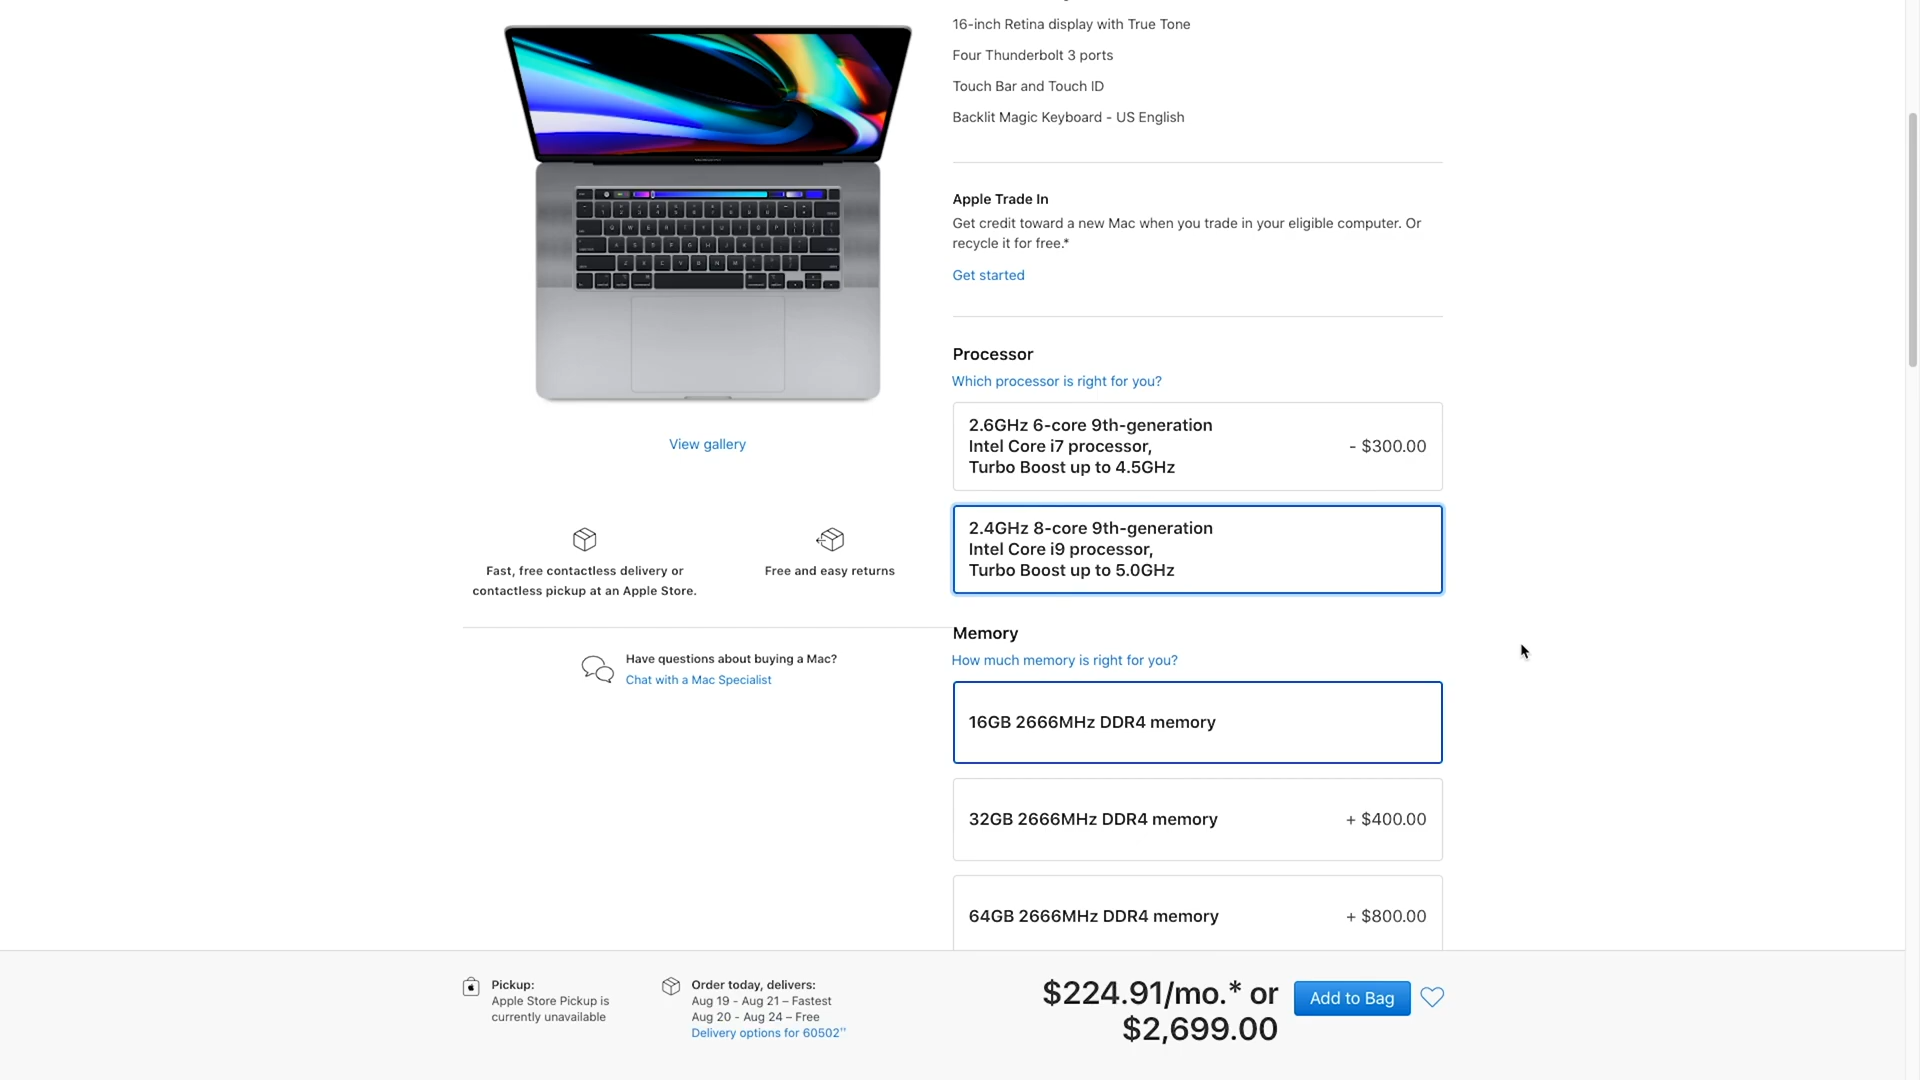 16-inch Retina display with True Tone
Four Thunderbolt 3 ports
Touch Bar and Touch ID
Backlit Magic Keyboard - US English
Apple Trade In
Get credit toward a new Mac when you trade in your eligible computer. Or
recycle it for free.*
Get started
Processor
Which processor is right for you?
2.6GHz 6-core 9th-generation
Intel Core i7 processor,
Turbo Boost up to 4.5GHz
- $300.00
2.4GHz 8-core 9th-generation
Intel Core i9 processor,
Turbo Boost up to 5.0GHz
View gallery
Fast, free contactless delivery or
contactless pickup at an Apple Store.
Free and easy returns
Have questions about buying a Mac?
Chat with a Mac Specialist
Memory
How much memory is right for you?
16GB 2666MHz DDR4 memory
32GB 2666MHz DDR4 memory
+ $400.00
64GB 2666MHz DDR4 memory
+ $800.00
Pickup:
Apple Store Pickup is
currently unavailable
Order today, delivers:
Aug 19 - Aug 21 – Fastest
Aug 20 - Aug 24 – Free
Delivery options for 60502††
$224.91/mo.* or
$2,699.00
Add to Bag